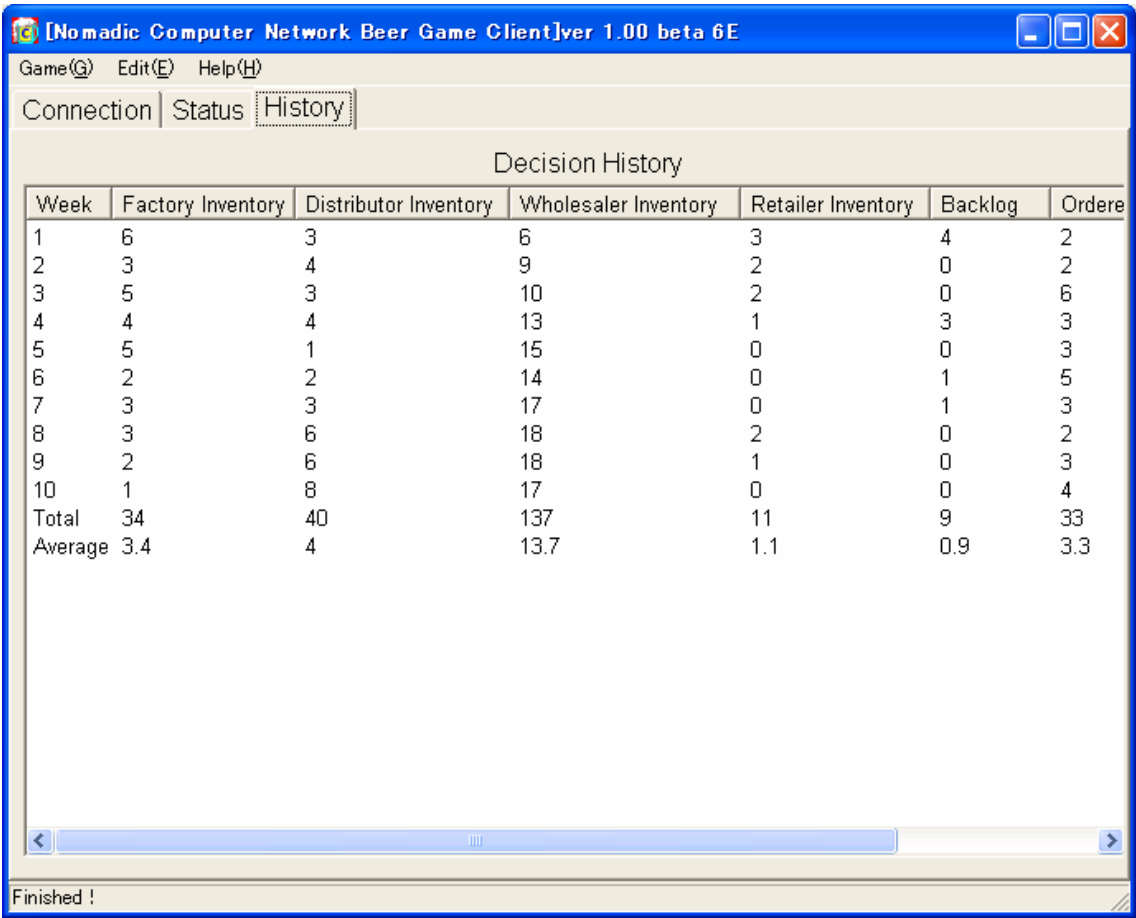 [Nomadic Computer Network Beer Game Client]ver 1.00 beta 6E
Game(G) Edit(E) Help(H)
Connection Status History
Decision History
Week Factory Inventory Distributor Inventory Wholesaler Inventory Retailer Inventory Backlog Ordere
1 6 3 6 3 4 2
2 3 4 9 2 0 2
3 5 3 10 2 0 6
4 4 4 13 1 3 3
5 5 1 15 0 0 3
6 2 2 14 0 1 5
7 3 3 17 0 1 3
8 3 6 18 2 0 2
9 2 6 18 1 0 3
10 1 8 17 0 0 4
Total 34 40 137 11 9 33
Average 3.4 4 13.7 1.1 0.9 3.3
Finished !